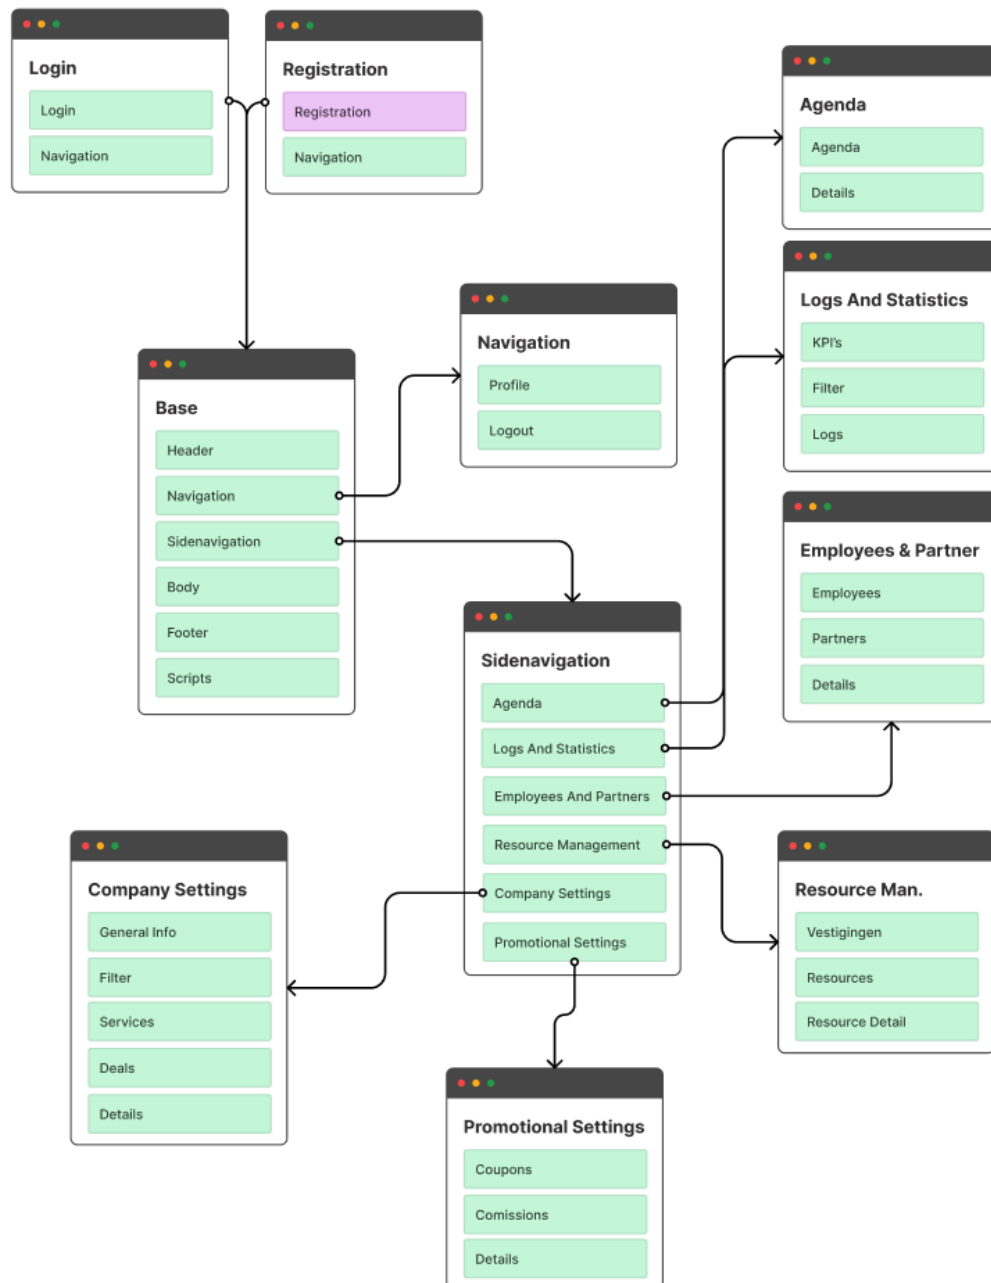 Login
Login
Navigation
Registration
Registration
Navigation
Agenda
Agenda
Details
Logs And Statistics
KPI's
Filter
Logs
Navigation
Profile
Logout
Base
Header
Navigation
Sidenavigation
Body
Footer
Scripts
Employees & Partner
Employees
Partners
Details
Sidenavigation
Agenda
Logs And Statistics
Employees And Partners
Resource Management
Company Settings
Promotional Settings
Company Settings
General Info
Filter
Services
Deals
Details
Resource Man.
Vestigingen
Resources
Resource Detail
Promotional Settings
Coupons
Comissions
Details